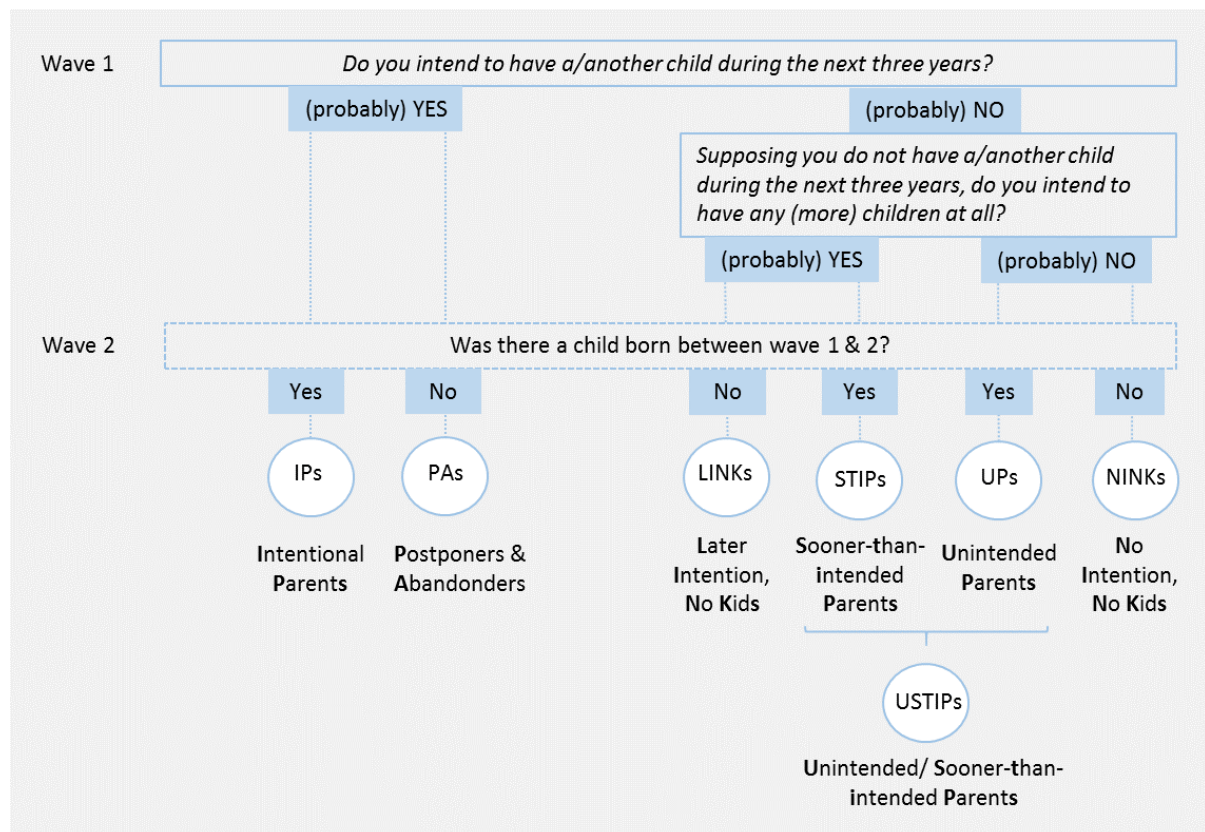 Wave 1
Do you intend to have a/another child during the next three years?
(probably) YES
(probably) NO
Supposing you do not have a/another child
during the next three years, do you intend to
have any (more) children at all?
(probably) YES
(probably) NO
Wave 2
Was there a child born between wave 1 & 2?
Yes
No
No
Yes
Yes
No
IPs
PAs
LINKs
STIPs
UPs
NINKs
Intentional
Parents
Postponers &
Abandonders
Later
Intention,
No Kids
Sooner-than-
intended
Parents
Unintended
Parents
No
Intention,
No Kids
USTIPs
Unintended/ Sooner-than-
intended Parents